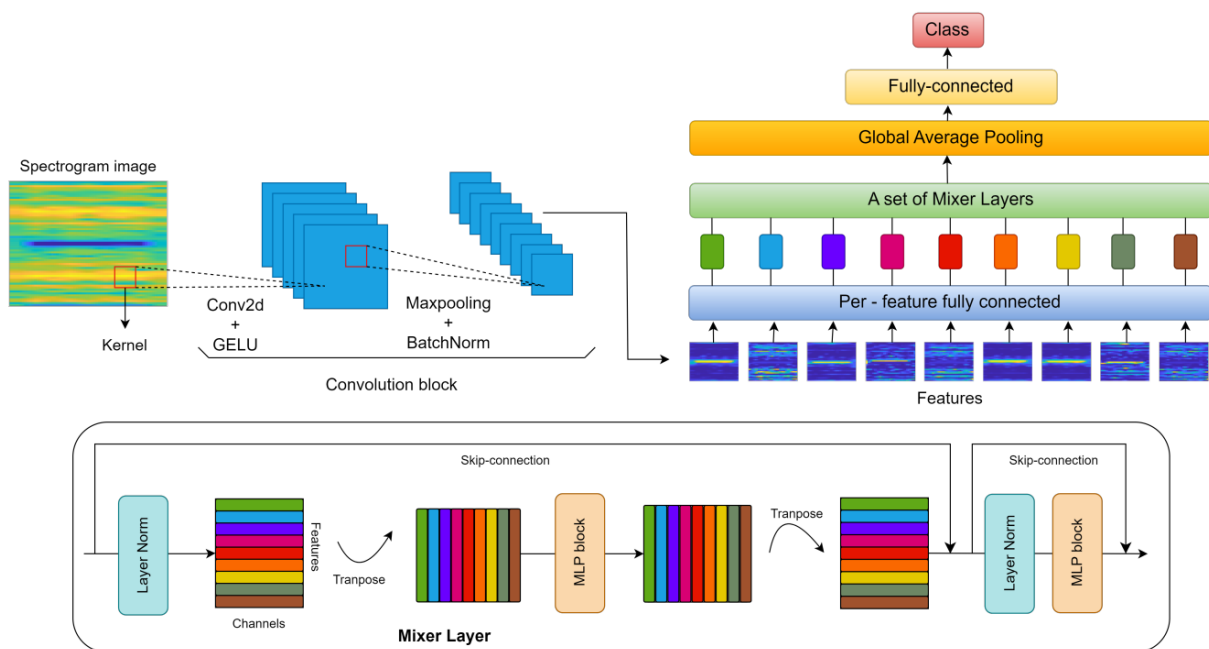 Class
Fully-connected
Global Average Pooling
A set of Mixer Layers
Per - feature fully connected
Features
Spectrogram image
Kernel
Conv2d
+
GELU
Maxpooling
+
BatchNorm
Convolution block
Skip-connection
Skip-connection
Layer Norm
Features
Channels
Tranpose
MLP block
Tranpose
Layer Norm
MLP block
Mixer Layer